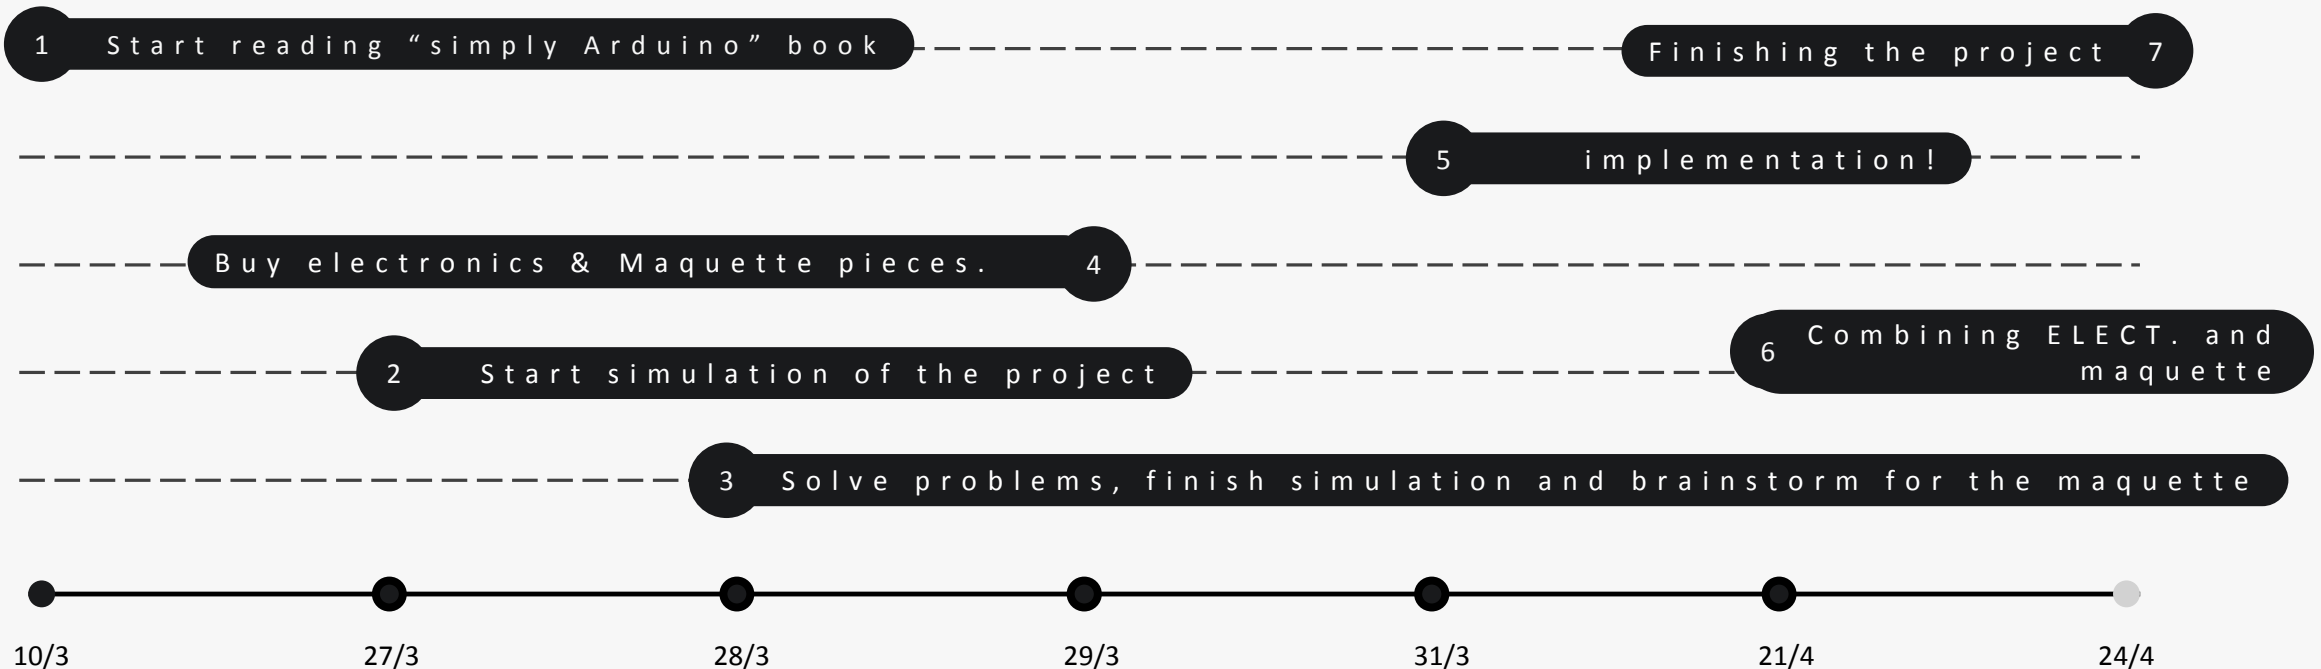 1 Start reading “simply Arduino” book
Finishing the project 7
5 implementation!
Buy electronics & Maquette pieces. 4
6 Combining ELECT. and
maquette
2 Start simulation of the project
3 Solve problems, finish simulation and brainstorm for the maquette
10/3 27/3 28/3 29/3 31/3 21/4 24/4